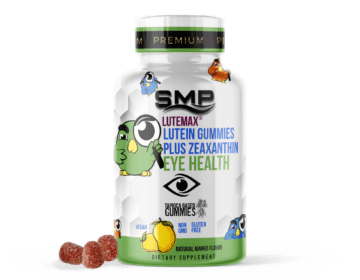 PREMIUM
SMP
LUTEMAX®
LUTEIN GUMMIES
PLUS ZEAXANTHIN
EYE HEALTH
TAPIOCA BASED
GUMMIES
VEGAN
NON
GMO
GLUTEN
FREE
NATURAL MANGO FLAVOR
DIETARY SUPPLEMENT